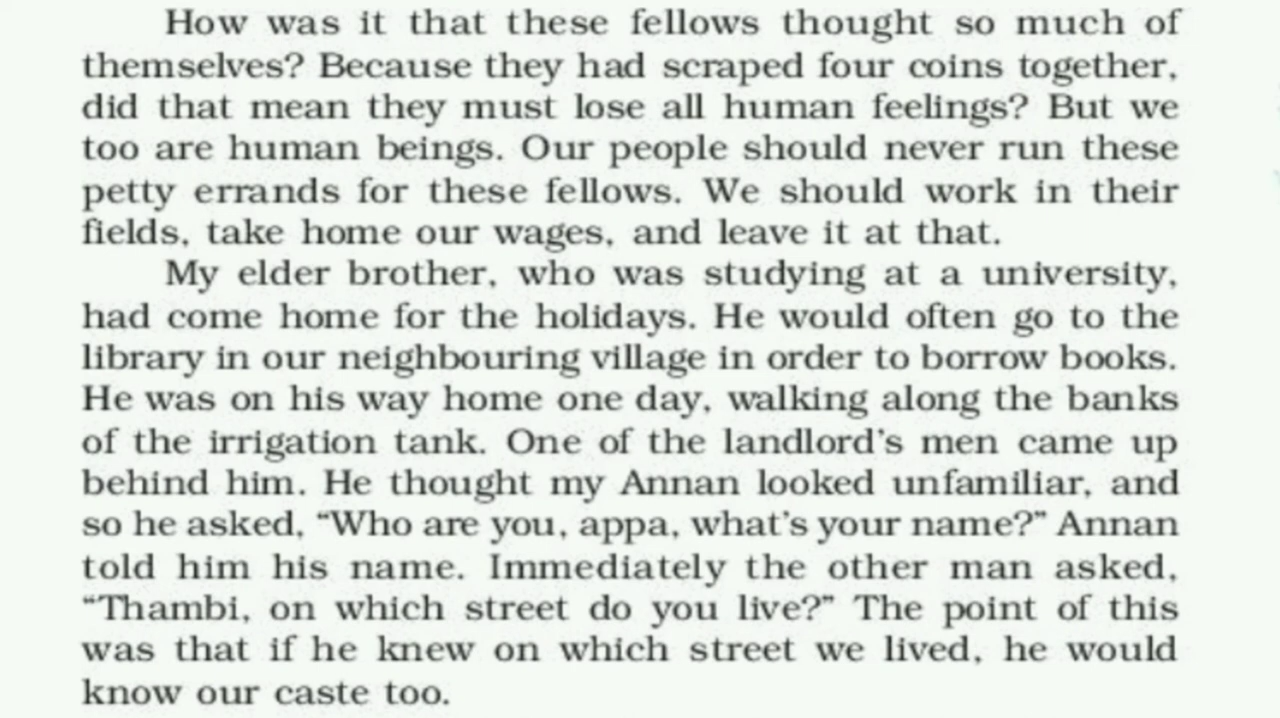 How was it that these fellows thought so much of
themselves? Because they had scraped four coins together,
did that mean they must lose all human feelings? But we
too are human beings. Our people should never run these
petty errands for these fellows. We should work in their
fields, take home our wages, and leave it at that.
My elder brother, who was studying at a university,
had come home for the holidays. He would often go to the
library in our neighbouring village in order to borrow books.
He was on his way home one day, walking along the banks
of the irrigation tank. One of the landlord's men came up
behind him. He thought my Annan looked unfamiliar, and
so he asked, “Who are you, appa, what's your name?” Annan
told him his name. Immediately the other man asked,
“Thambi, on which street do you live?” The point of this
was that if he knew on which street we lived, he would
know our caste too.